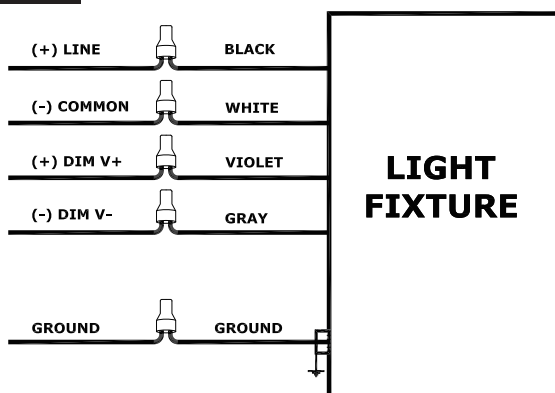 (+) LINE BLACK
(-) COMMON WHITE
(+) DIM V+ VIOLET
(-) DIM V- GRAY
GROUND GROUND
LIGHT
FIXTURE